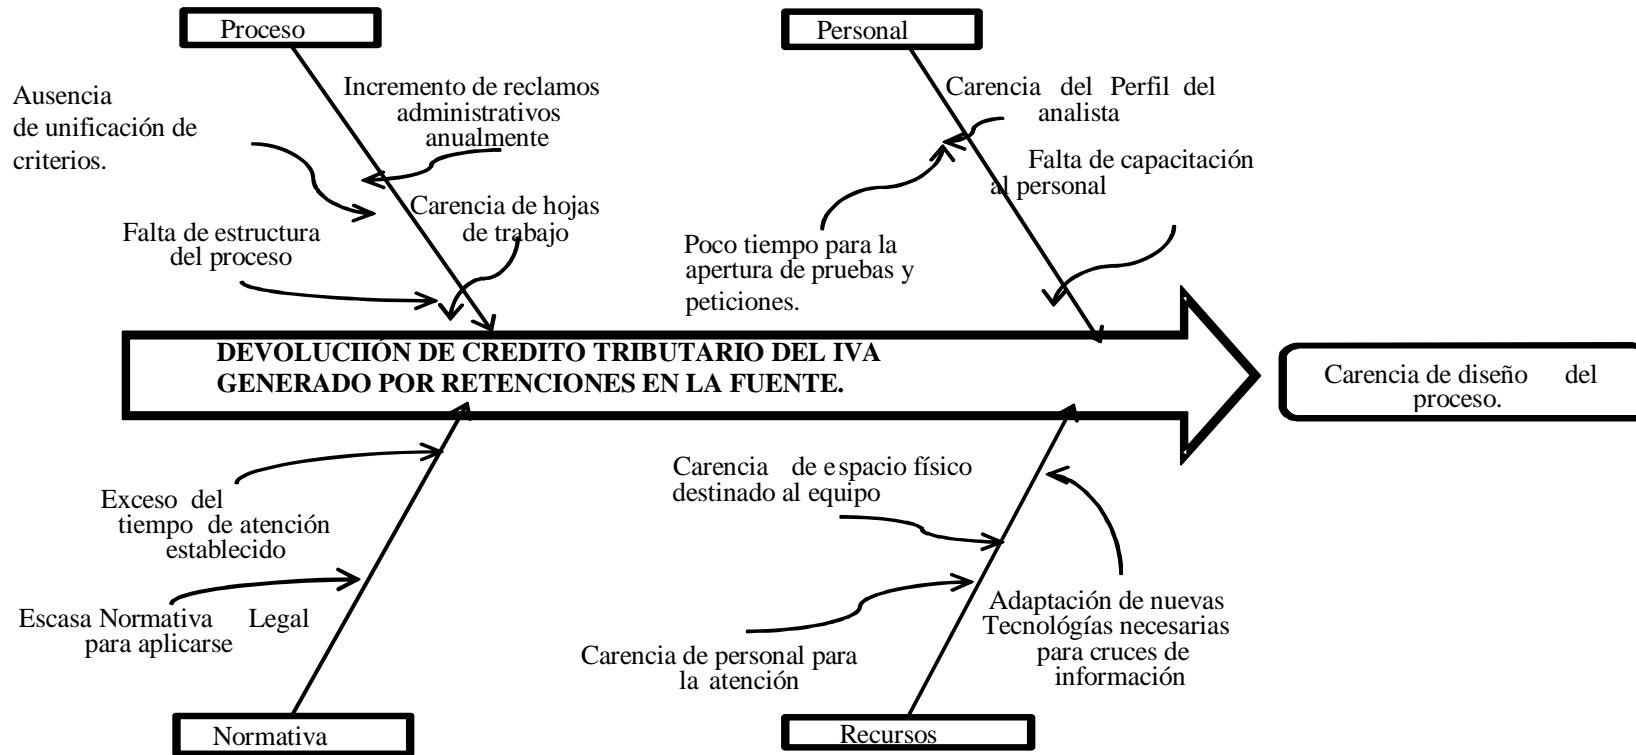 Proceso
Personal
Ausencia
de unificación de
criterios.
Incremento de reclamos
administrativos
anualmente
Carencia de hojas
de trabajo
Falta de estructura
del proceso
Carencia del Perfil del
analista
Falta de capacitación
al personal
Poco tiempo para la
apertura de pruebas y
peticiones.
DEVOLUCIIÓN DE CREDITO TRIBUTARIO DEL IVA
GENERADO POR RETENCIONES EN LA FUENTE.
Carencia de diseño del
proceso.
Exceso del
tiempo de atención
establecido
Escasa Normativa Legal
para aplicarse
Carencia de e spacio físico
destinado al equipo
Carencia de personal para
la atención
Adaptación de nuevas
Tecnológías necesarias
para cruces de
información
Normativa
Recursos